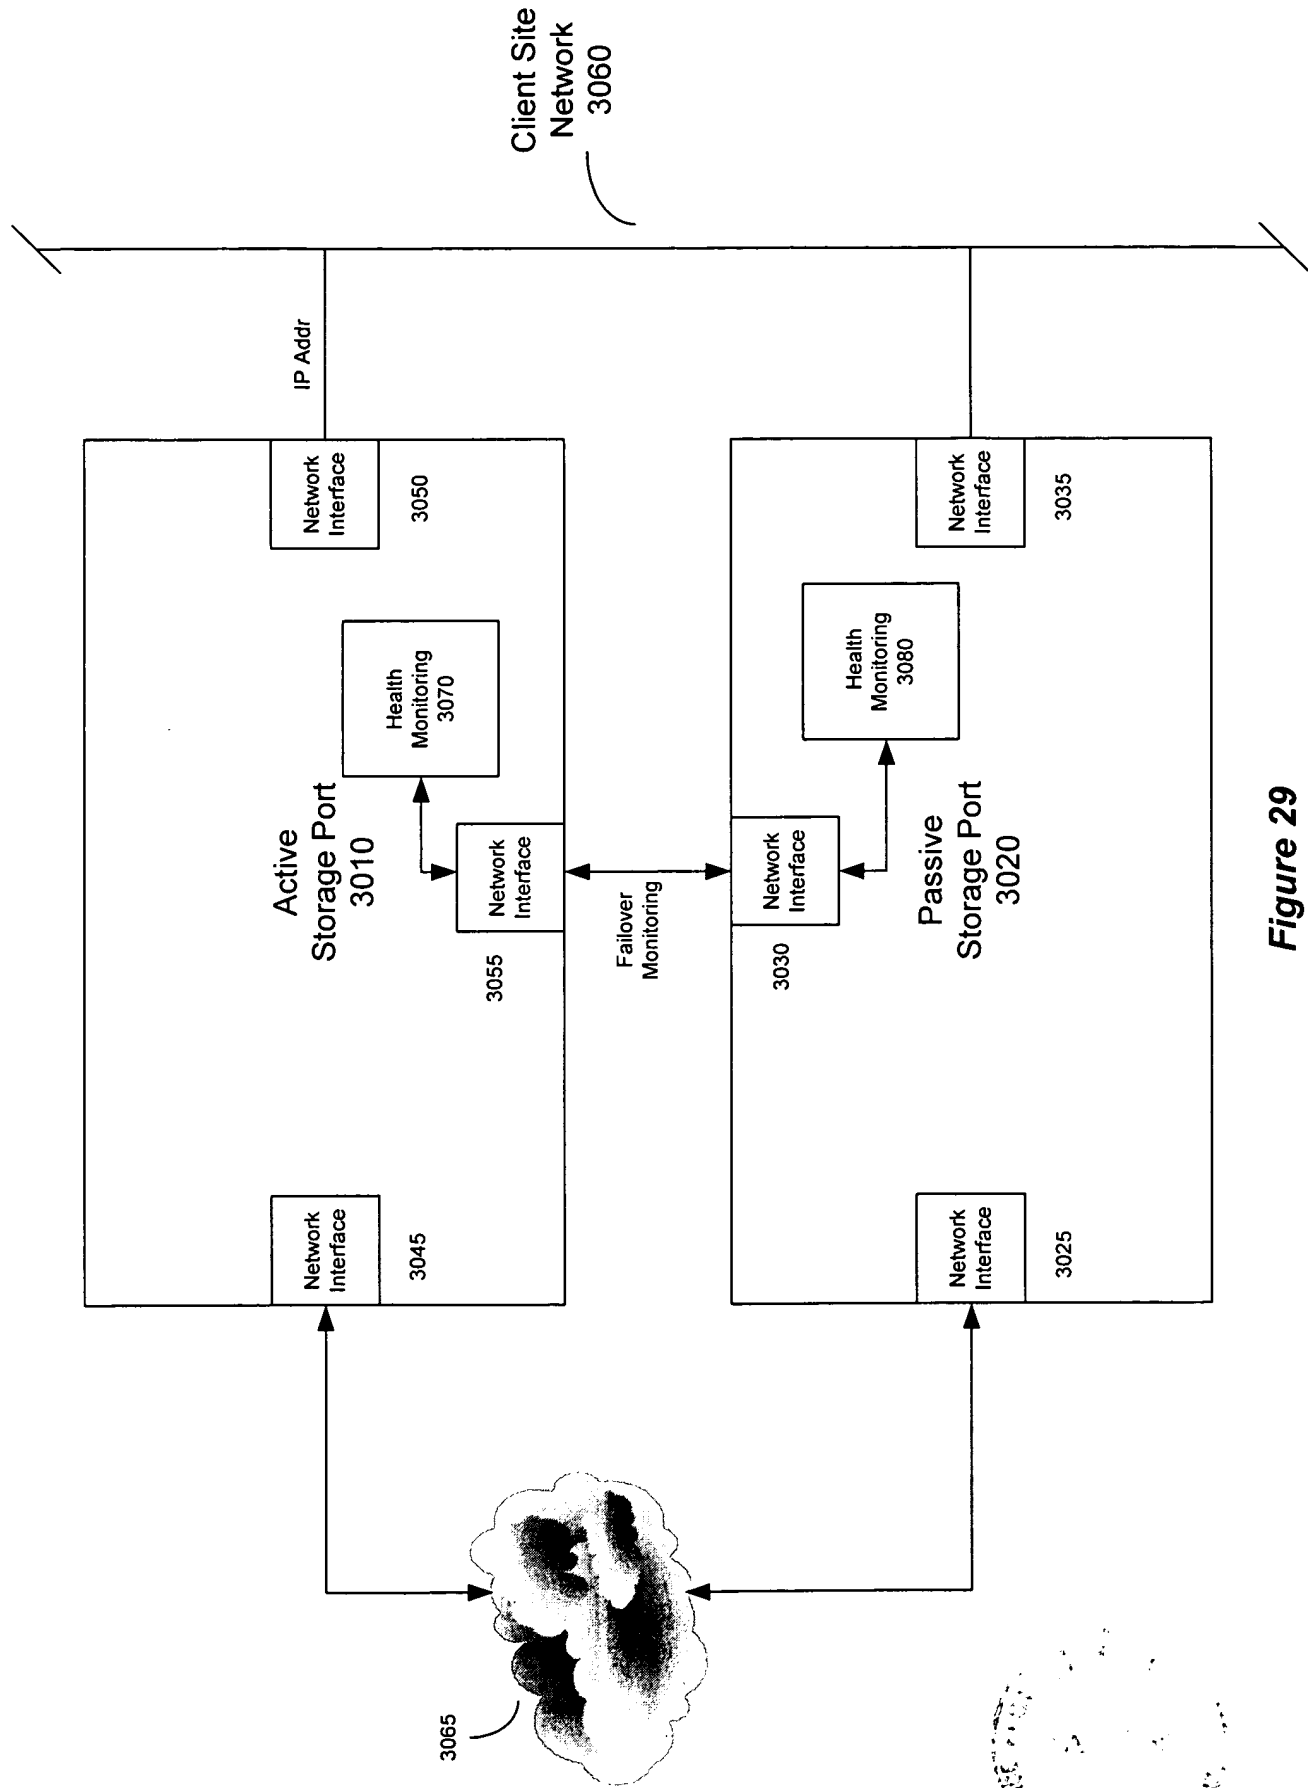 Client Site
Network
3060
IP Addr
Network
Interface
3050
Health
Monitoring
3070
Active
Storage Port
3010
Network
Interface
3055
Network
Interface
3045
Failover
Monitoring
Network
Interface
3035
Health
Monitoring
3080
Network
Interface
3030
Passive
Storage Port
3020
Network
Interface
3025
3065
Figure 29